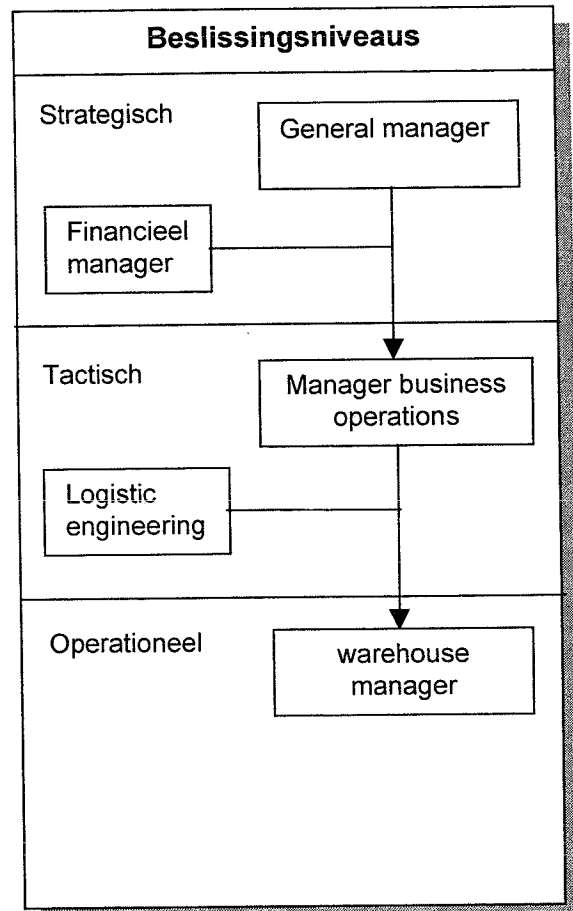 Beslissingsniveaus
Strategisch
General manager
Financieel
manager
Tactisch
Manager business
operations
Logistic
engineering
Operationeel
warehouse
manager